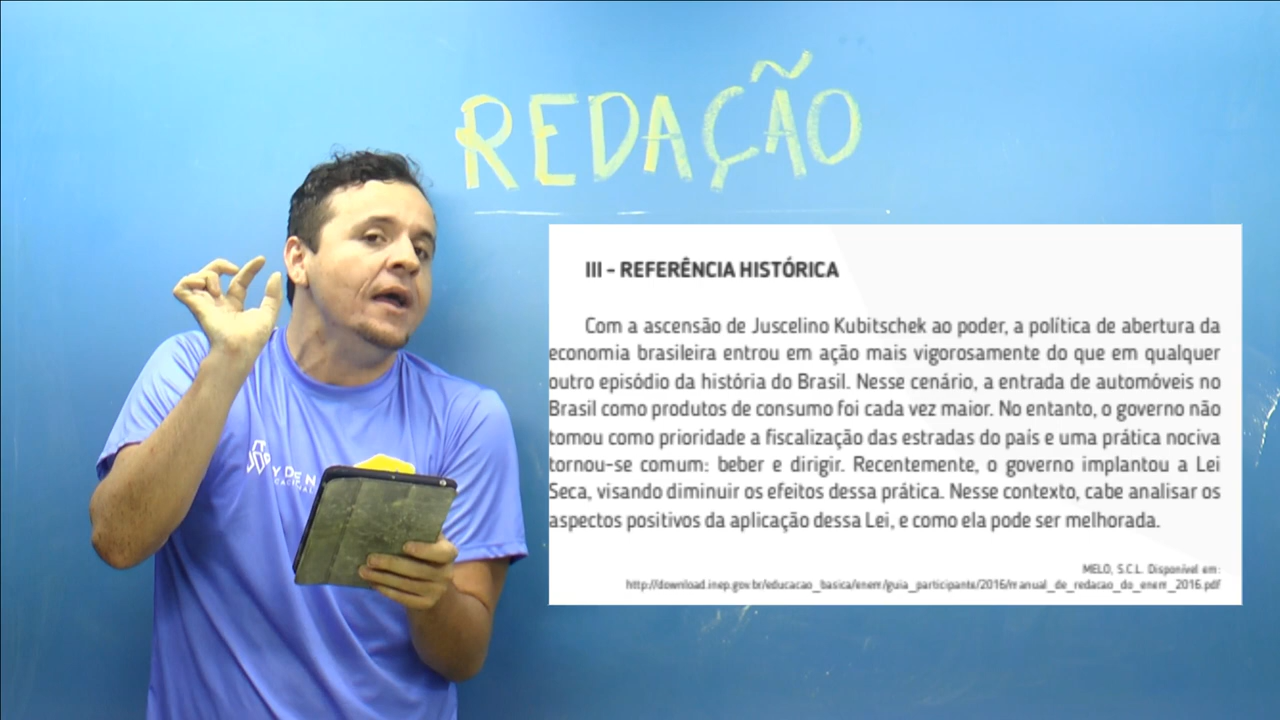 REDAÇÃO
III – REFERÊNCIA HISTÓRICA
Com a ascensão de Juscelino Kubitschek ao poder, a política de abertura da
economia brasileira entrou em ação mais vigorosamente do que em qualquer
outro episódio da história do Brasil. Nesse cenário, a entrada de automóveis no
Brasil como produtos de consumo foi cada vez maior. No entanto, o governo não
tomou como prioridade a fiscalização das estradas do país e uma prática nociva
tornou-se comum: beber e dirigir. Recentemente, o governo implantou a Lei
Seca, visando diminuir os efeitos dessa prática. Nesse contexto, cabe analisar os
aspectos positivos da aplicação dessa Lei, e como ela pode ser melhorada.
MELO, S.C.L. Disponível em:
http://download.inep.gov.br/educacao_basica/enem/guia_participante/2016/manual_de_redacao_do_enem_2016.pdf